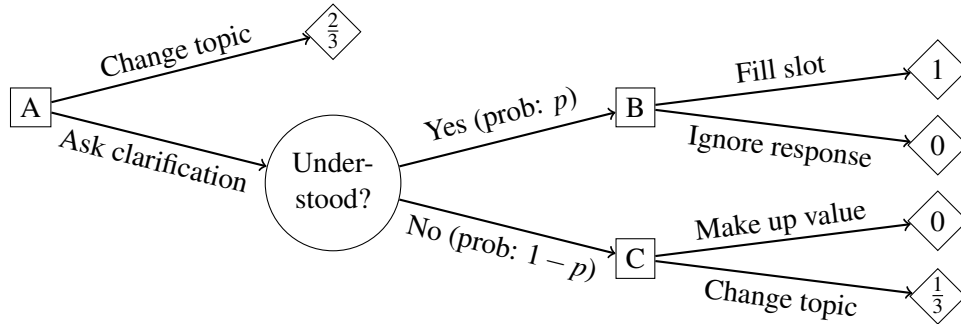 A
Change topic
2/3
Ask clarification
Under-
stood?
Yes (prob: p)
B
Fill slot
1
Ignore response
0
No (prob: 1 − p)
C
Make up value
0
Change topic
1/3